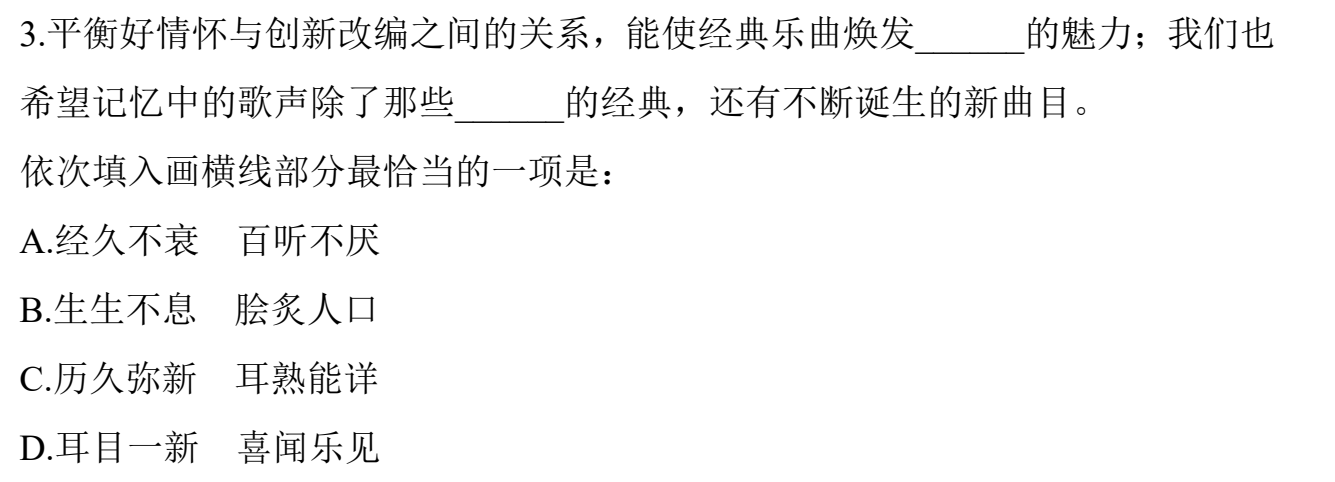 3.平衡好情怀与创新改编之间的关系，能使经典乐曲焕发______的魅力；我们也
希望记忆中的歌声除了那些______的经典，还有不断诞生的新曲目。
依次填入画横线部分最恰当的一项是：
A.经久不衰 百听不厌
B.生生不息 脍炙人口
C.历久弥新 耳熟能详
D.耳目一新 喜闻乐见